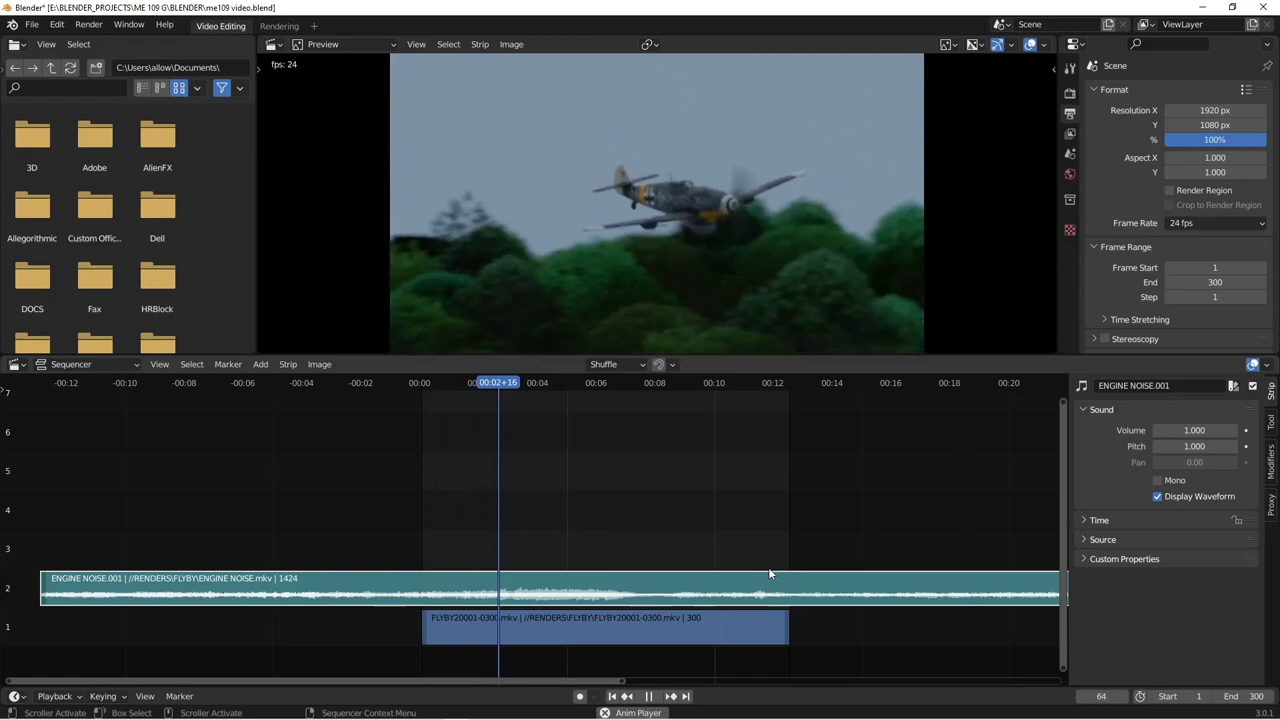 Blender* [E:\BLENDER_PROJECTS\ME 109 G\BLENDER\me109 video.blend]
File Edit Render Window Help Video Editing Rendering + Scene ViewLayer
View Select Preview View Select Strip Image
C:\Users\allow\Documents\ fps: 24 Scene
Format
Resolution X 1920 px
Y 1080 px
% 100%
Aspect X 1.000
Y 1.000
Render Region
Crop to Render Region
Frame Rate 24 fps
Frame Range
Frame Start 1
End 300
Step 1
Time Stretching
Stereoscopy
3D Adobe AlienFX
Allegorithmic Custom Offic... Dell
DOCS Fax HRBlock
Sequencer View Select Marker Add Strip Image Shuffle
-00:12 -00:10 -00:08 -00:06 -00:04 -00:02 00:00 00:02+16 00:04 00:06 00:08 00:10 00:12 00:14 00:16 00:18 00:20
7
6
5
4
3
2
1
ENGINE NOISE.001 | //RENDERS\FLYBY\ENGINE NOISE.mkv | 1424
FLYBY20001-0300.mkv | //RENDERS\FLYBY\FLYBY20001-0300.mkv | 300
ENGINE NOISE.001
Sound
Volume 1.000
Pitch 1.000
Pan 0.00
Mono
Display Waveform
Time
Source
Custom Properties
Strip
Tool
Modifiers
Proxy
Playback Keying View Marker 64 Start 1 End 300
Scroller Activate Box Select Scroller Activate Sequencer Context Menu Anim Player 3.0.1